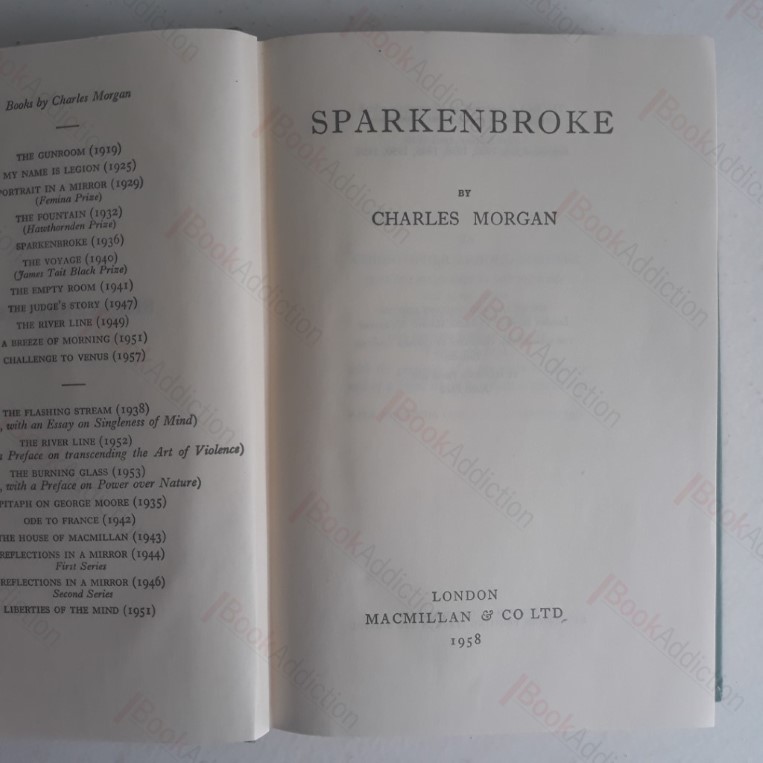 Books by Charles Morgan
THE GUNROOM (1919)
MY NAME IS LEGION (1925)
PORTRAIT IN A MIRROR (1929)
(Femina Prize)
THE FOUNTAIN (1932)
(Hawthornden Prize)
SPARKENBROKE (1936)
THE VOYAGE (1940)
(James Tait Black Prize)
THE EMPTY ROOM (1941)
THE JUDGE'S STORY (1947)
THE RIVER LINE (1949)
A BREEZE OF MORNING (1951)
CHALLENGE TO VENUS (1957)
THE FLASHING STREAM (1938)
, with an Essay on Singleness of Mind)
THE RIVER LINE (1952)
Preface on transcending the Art of Violence)
THE BURNING GLASS (1953)
, with a Preface on Power over Nature)
EPITAPH ON GEORGE MOORE (1935)
ODE TO FRANCE (1942)
THE HOUSE OF MACMILLAN (1943)
REFLECTIONS IN A MIRROR (1944)
First Series
REFLECTIONS IN A MIRROR (1946)
Second Series
LIBERTIES OF THE MIND (1951)
SPARKENBROKE
BY
CHARLES MORGAN
LONDON
MACMILLAN & CO LTD
1958
BookAddiction